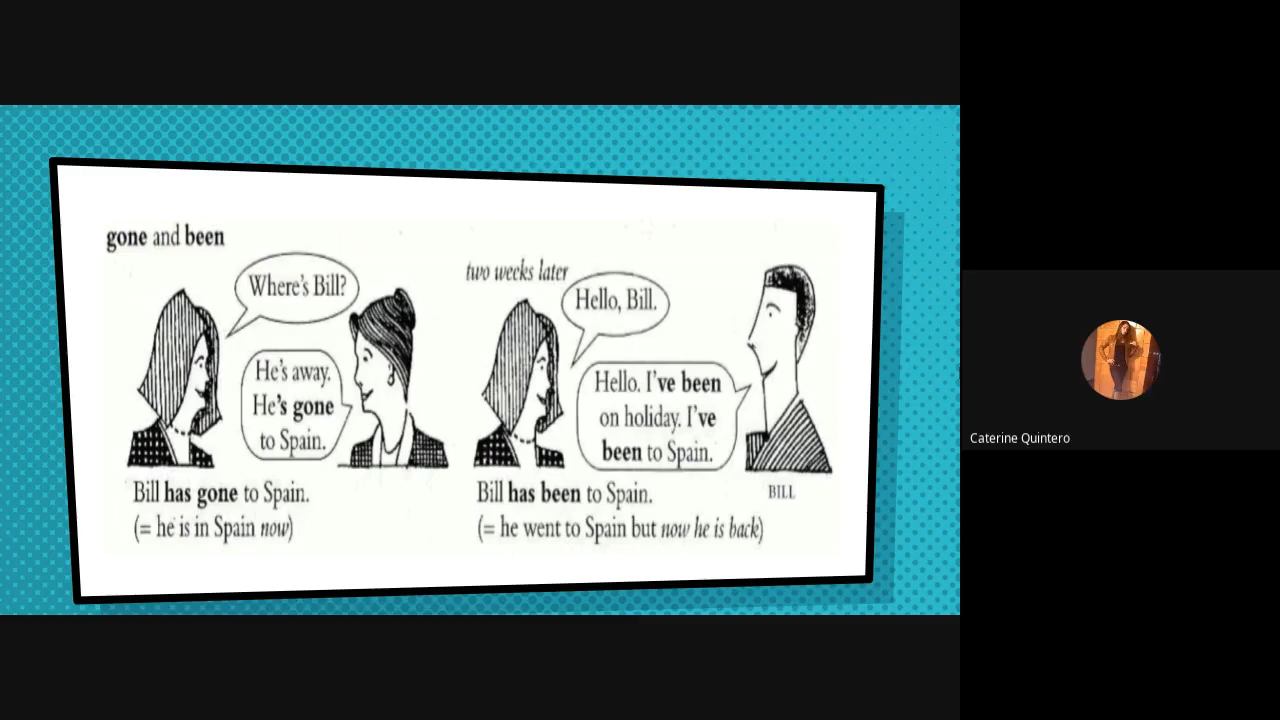 gone and been
Where's Bill?
He's away.
He's gone
to Spain.
Bill has gone to Spain.
(= he is in Spain now)
two weeks later
Hello, Bill.
Hello. I've been
on holiday. I've
been to Spain.
BILL
Bill has been to Spain.
(= he went to Spain but now he is back)
Caterine Quintero